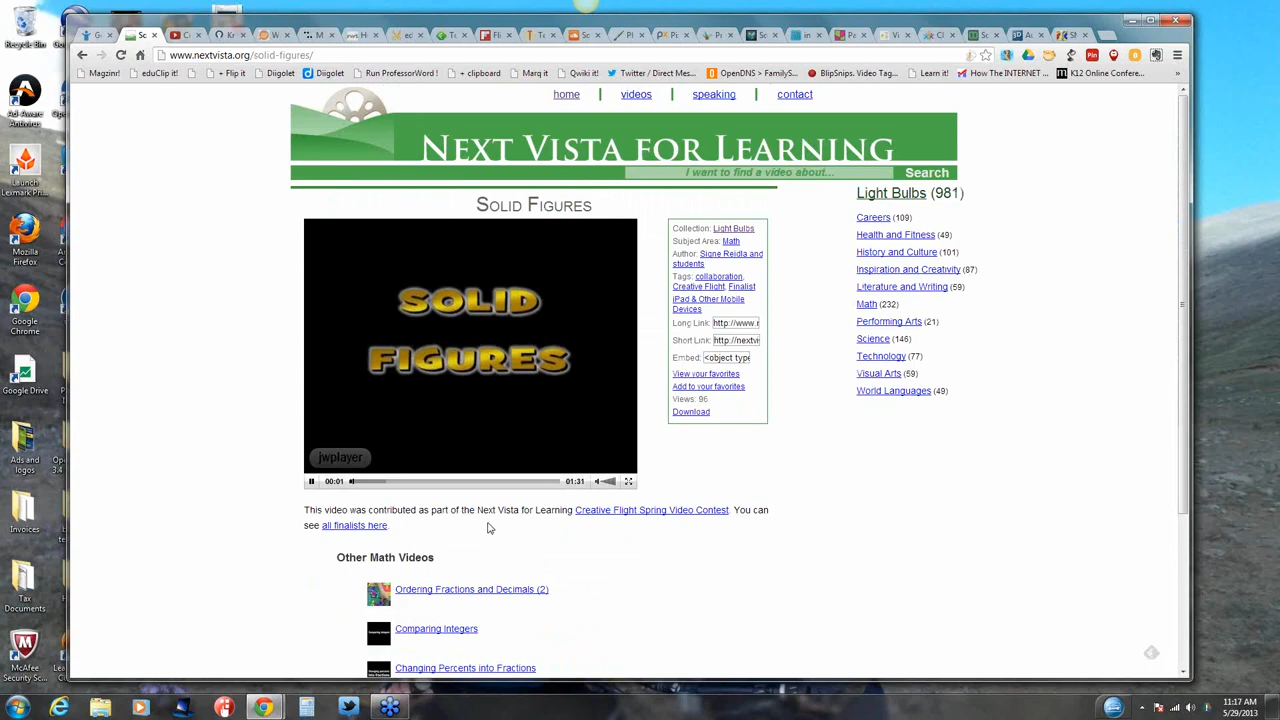 Recycle Bin
Ad-Aware
Antivirus
Launch
Lexmark Pri...
Mozilla
Firefox
Google
Chrome
Google Drive
Ads and
logos
Invoices
Tax
Documents
McAfee
Security Sc...
www.nextvista.org/solid-figures/
Magzinr!
eduClip it!
+ Flip it
Diigolet
Diigolet
Run ProfessorWord !
+ clipboard
Marq it
Qwiki it!
Twitter / Direct Mes...
OpenDNS > FamilyS...
BlipSnips. Video Tag...
Learn it!
How The INTERNET ...
K12 Online Confere...
»
home | videos | speaking | contact
NEXT VISTA FOR LEARNING
I want to find a video about...
Search
SOLID FIGURES
SOLID
FIGURES
jwplayer
00:01
01:31
Collection: Light Bulbs
Subject Area: Math
Author: Signe Reidla and
students
Tags: collaboration,
Creative Flight, Finalist
iPad & Other Mobile
Devices
Long Link: http://www.n
Short Link: http://nextvi
Embed: <object type
View your favorites
Add to your favorites
Views: 96
Download
Light Bulbs (981)
Careers (109)
Health and Fitness (49)
History and Culture (101)
Inspiration and Creativity (87)
Literature and Writing (59)
Math (232)
Performing Arts (21)
Science (146)
Technology (77)
Visual Arts (59)
World Languages (49)
This video was contributed as part of the Next Vista for Learning Creative Flight Spring Video Contest. You can
see all finalists here.
Other Math Videos
Ordering Fractions and Decimals (2)
Comparing Integers
Changing Percents into Fractions
11:17 AM
5/29/2013